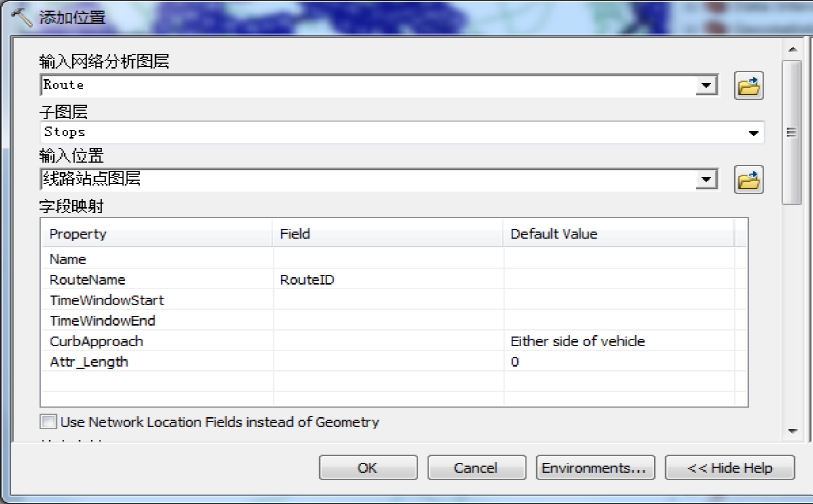 添加位置
输入网络分析图层
Route
子图层
Stops
输入位置
线路站点图层
字段映射
Property Field Default Value
Name
RouteName RouteID
TimeWindowStart
TimeWindowEnd
CurbApproach Either side of vehicle
Attr_Length 0
Use Network Location Fields instead of Geometry
OK Cancel Environments... << Hide Help